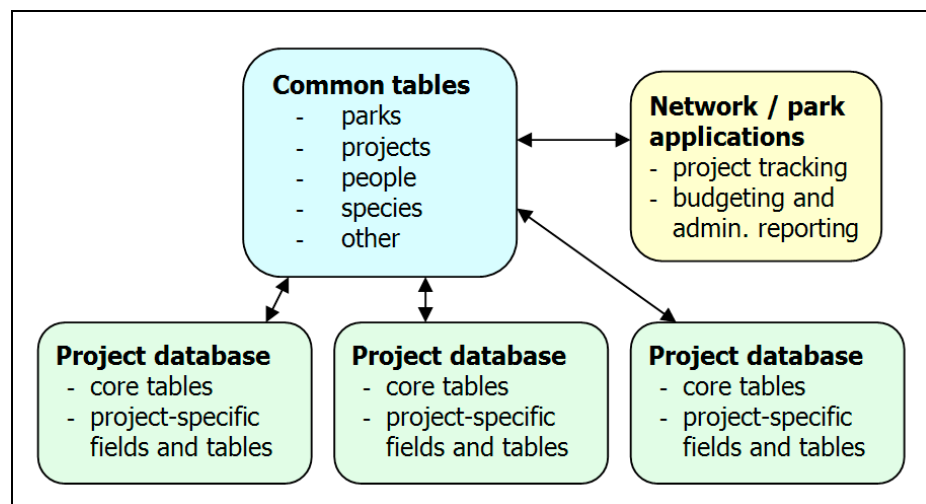 Common tables
- parks
- projects
- people
- species
- other
Network / park
applications
- project tracking
- budgeting and
admin. reporting
Project database
- core tables
- project-specific
fields and tables
Project database
- core tables
- project-specific
fields and tables
Project database
- core tables
- project-specific
fields and tables